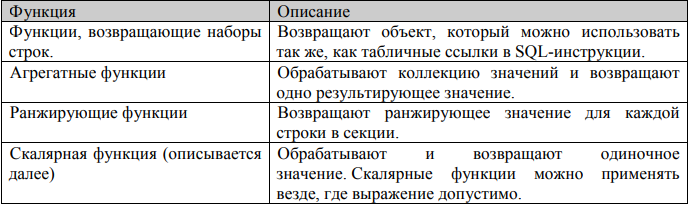 Функция Описание
Функции, возвращающие наборы Возвращают объект, который можно использовать
строк. так же, как табличные ссылки в SQL-инструкции.
Агрегатные функции Обрабатывают коллекцию значений и возвращают
одно результирующее значение.
Ранжирующие функции Возвращают ранжирующее значение для каждой
строки в секции.
Скалярная функция (описывается Обрабатывают и возвращают одиночное
далее) значение. Скалярные функции можно применять
везде, где выражение допустимо.